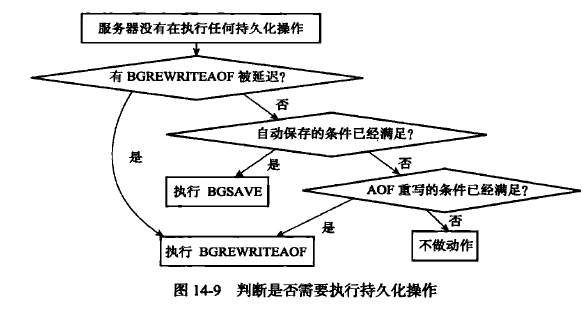 服务器没有在执行任何持久化操作
有 BGREWRITEAOF 被延迟?
否
自动保存的条件已经满足?
是
是
否
执行 BGSAVE
AOF 重写的条件已经满足?
是
否
执行 BGREWRITEAOF
不做动作
图 14-9 判断是否需要执行持久化操作